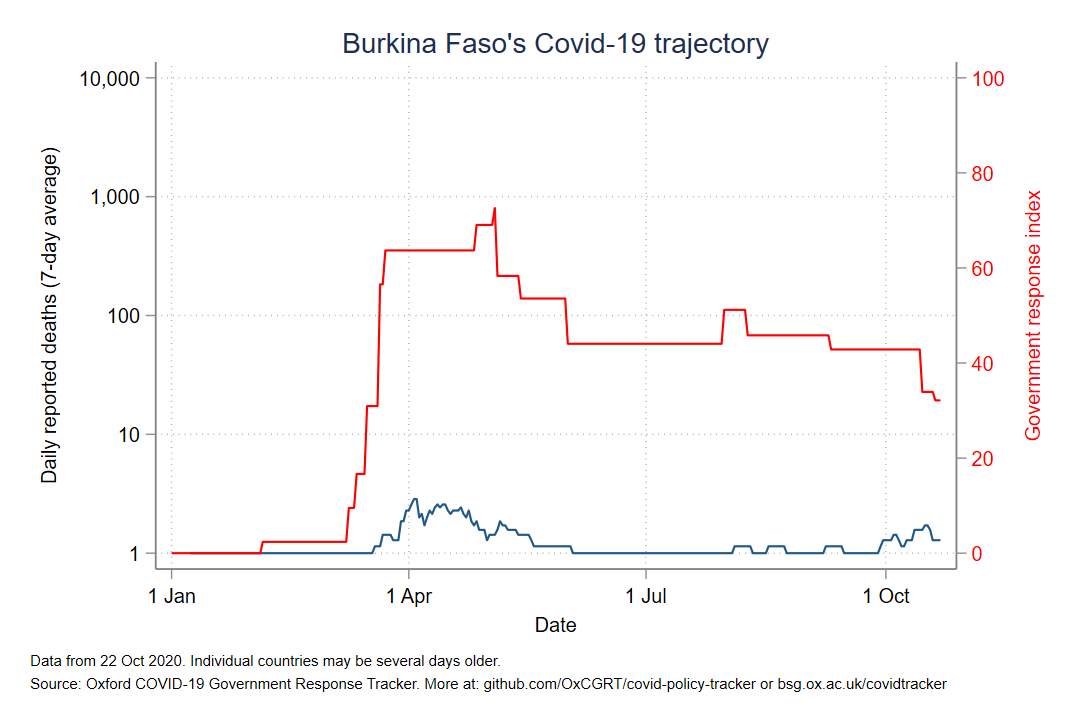 Burkina Faso's Covid-19 trajectory
10,000
1,000
100
10
1
Daily reported deaths (7-day average)
100
80
60
40
20
0
Government response index
1 Jan
1 Apr
1 Jul
1 Oct
Date
Data from 22 Oct 2020. Individual countries may be several days older.
Source: Oxford COVID-19 Government Response Tracker. More at: github.com/OxCGRT/covid-policy-tracker or bsg.ox.ac.uk/covidtracker